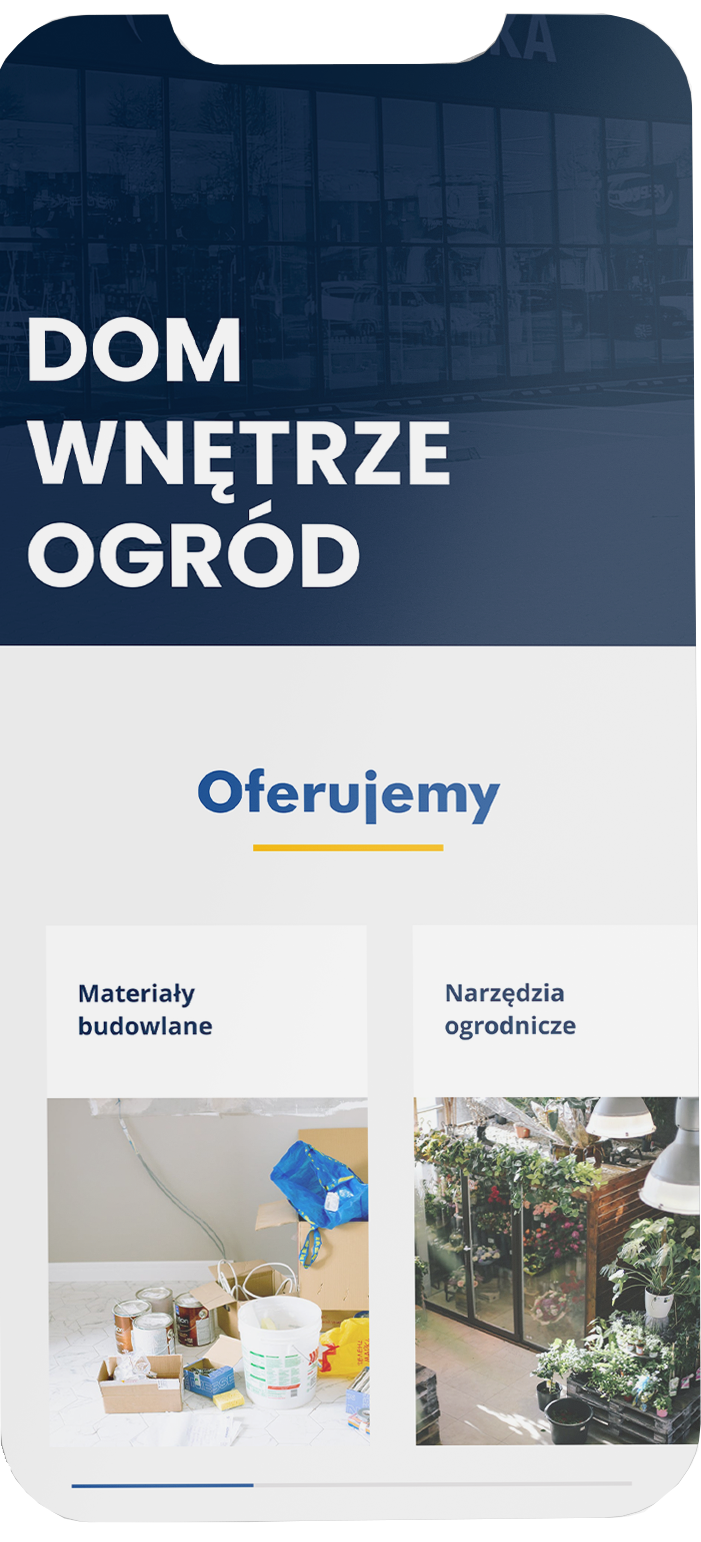 DOM
WNĘTRZE
OGRÓD
Oferujemy
Materiały
budowlane
Narzędzia
ogrodnicze